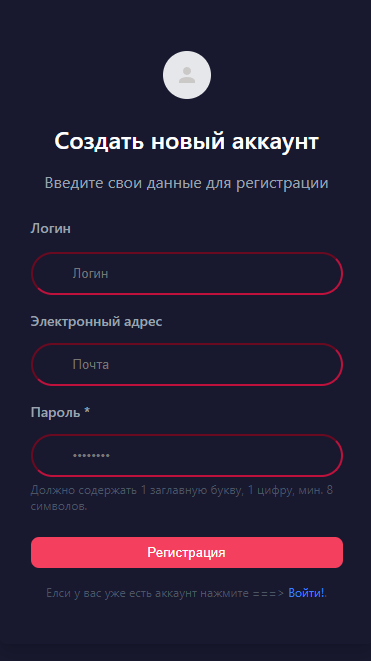 Создать новый аккаунт
Введите свои данные для регистрации
Логин
Логин
Электронный адрес
Почта
Пароль *
••••••••
Должно содержать 1 заглавную букву, 1 цифру, мин. 8
символов.
Регистрация
Елси у вас уже есть аккаунт нажмите ===> Войти!.